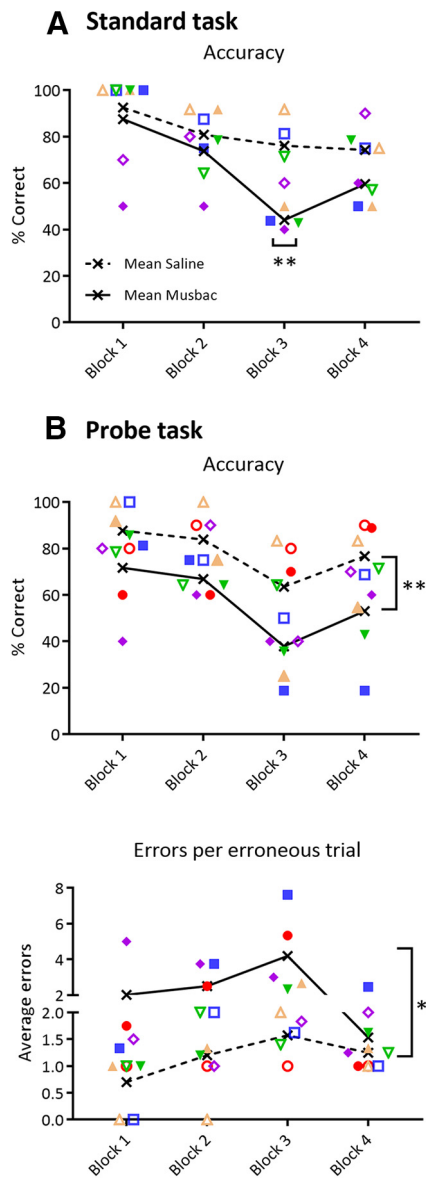 A Standard task
Accuracy
100
80
60
40
20
0
% Correct
**
Mean Saline
Mean Musbac
Block 1
Block 2
Block 3
Block 4
B Probe task
Accuracy
100
80
60
40
20
0
% Correct
**
Block 1
Block 2
Block 3
Block 4
Errors per erroneous trial
8
6
4
2
2.0
1.5
1.0
0.5
0.0
Average errors
*
Block 1
Block 2
Block 3
Block 4